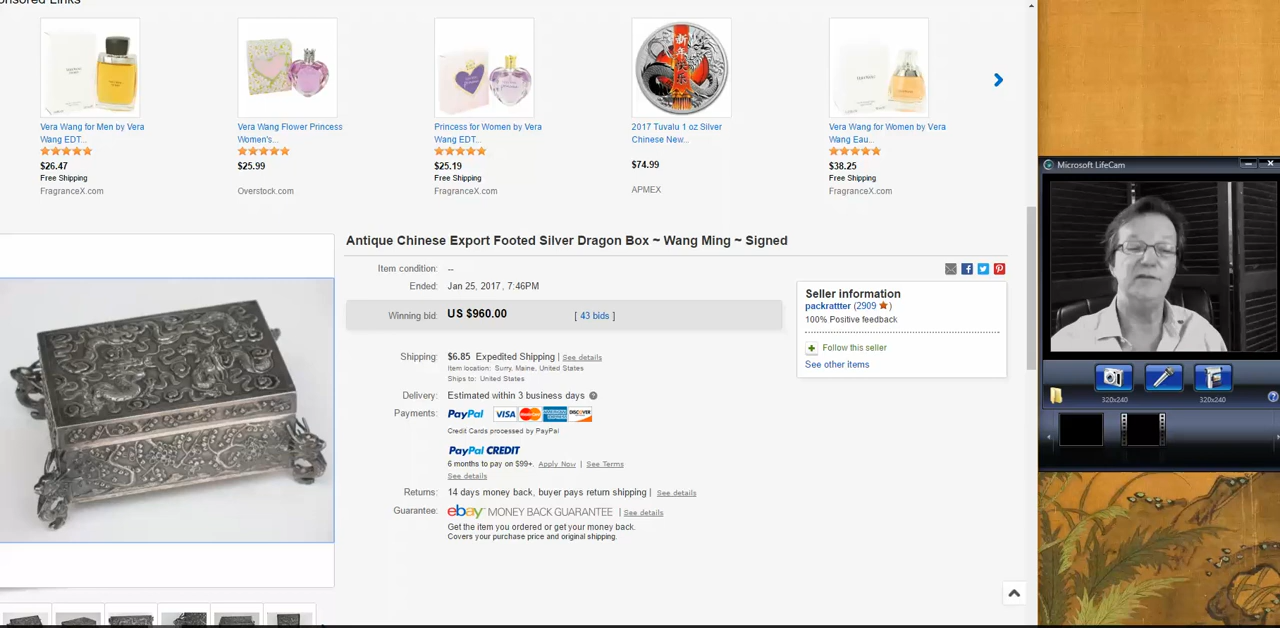 Vera Wang for Men by Vera
Wang EDT...
$26.47
Free Shipping
FragranceX.com
Vera Wang Flower Princess
Women's...
$25.99
Overstock.com
Princess for Women by Vera
Wang EDT...
$25.19
Free Shipping
FragranceX.com
新年快乐
2017 Tuvalu 1 oz Silver
Chinese New...
$74.99
APMEX
Vera Wang for Women by Vera
Wang Eau...
$38.25
Free Shipping
FragranceX.com
Microsoft LifeCam
Antique Chinese Export Footed Silver Dragon Box ~ Wang Ming ~ Signed
Item condition: --
Ended: Jan 25, 2017 , 7:46PM
Winning bid: US $960.00 [ 43 bids ]
Shipping: $6.85 Expedited Shipping | See details
Item location: Surry, Maine, United States
Ships to: United States
Delivery: Estimated within 3 business days
Payments: PayPal VISA DISCOVER
Credit Cards processed by PayPal
PayPal CREDIT
6 months to pay on $99+. Apply Now | See Terms
See details
Returns: 14 days money back, buyer pays return shipping | See details
Guarantee: ebay MONEY BACK GUARANTEE | See details
Get the item you ordered or get your money back.
Covers your purchase price and original shipping.
Seller information
packrattter (2909 )
100% Positive feedback
Follow this seller
See other items
320x240
320x240